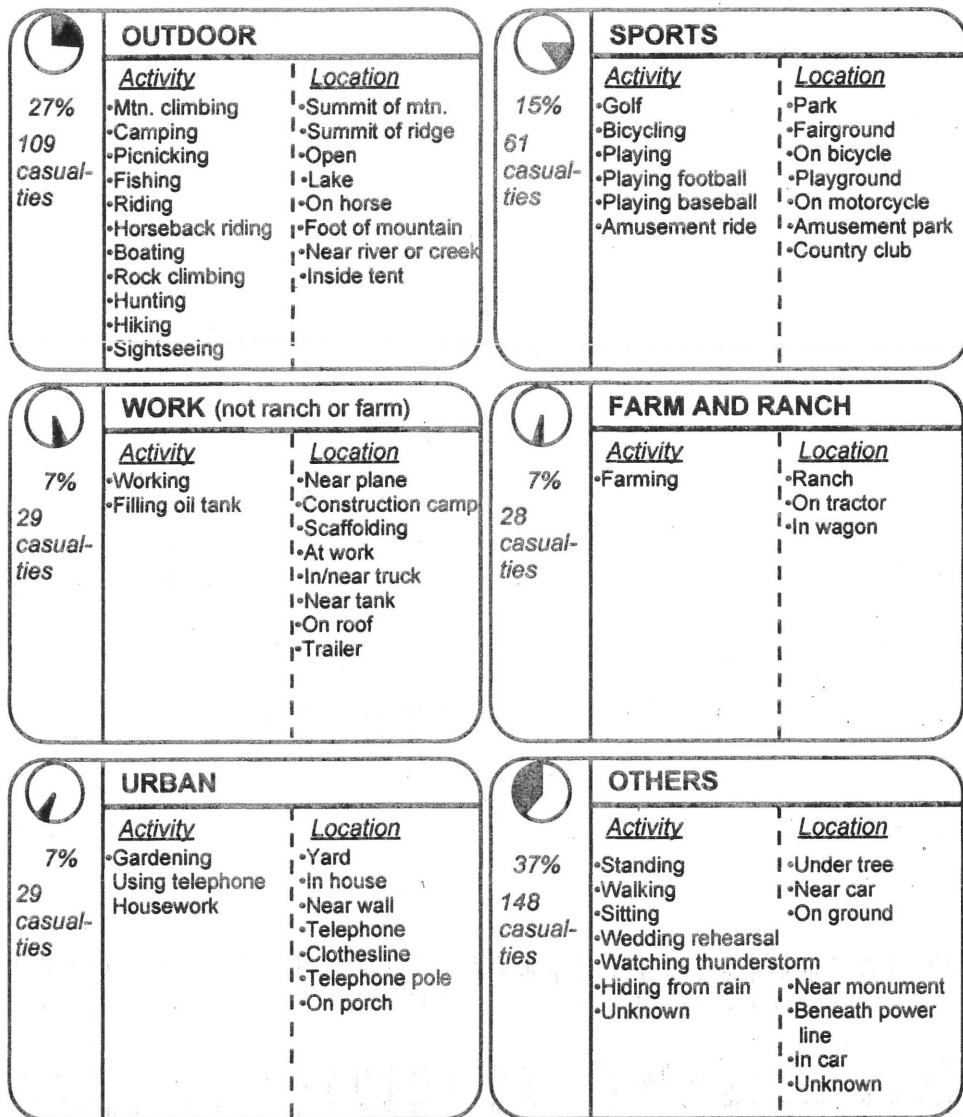 OUTDOOR
Activity
Location
27%
109
casual-
ties
•Mtn. climbing
•Camping
•Picnicking
•Fishing
•Riding
•Horseback riding
•Boating
•Rock climbing
•Hunting
•Hiking
•Sightseeing
•Summit of mtn.
•Summit of ridge
•Open
•Lake
•On horse
•Foot of mountain
•Near river or creek
•Inside tent
SPORTS
Activity
Location
15%
61
casual-
ties
•Golf
•Bicycling
•Playing
•Playing football
•Playing baseball
•Amusement ride
•Park
•Fairground
•On bicycle
•Playground
•On motorcycle
•Amusement park
•Country club
WORK (not ranch or farm)
Activity
Location
7%
29
casual-
ties
•Working
•Filling oil tank
•Near plane
•Construction camp
•Scaffolding
•At work
•In/near truck
•Near tank
•On roof
•Trailer
FARM AND RANCH
Activity
Location
7%
28
casual-
ties
•Farming
•Ranch
•On tractor
•In wagon
URBAN
Activity
Location
7%
29
casual-
ties
•Gardening
Using telephone
Housework
•Yard
•In house
•Near wall
•Telephone
•Clothesline
•Telephone pole
•On porch
OTHERS
Activity
Location
37%
148
casual-
ties
•Standing
•Walking
•Sitting
•Wedding rehearsal
•Watching thunderstorm
•Hiding from rain
•Unknown
•Under tree
•Near car
•On ground
•Near monument
•Beneath power
line
•In car
•Unknown